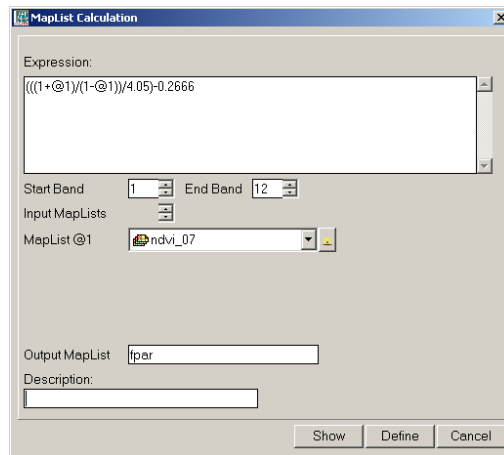 MapList Calculation
Expression:
(((1+@1)/(1-@1))/4.05)-0.2666
Start Band 1 End Band 12
Input MapLists
MapList @1 ndvi_07
Output MapList fpar
Description:
Show Define Cancel